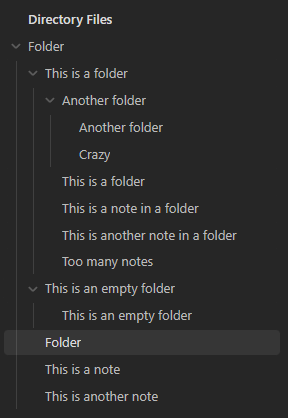 Directory Files
Folder
This is a folder
Another folder
Another folder
Crazy
This is a folder
This is a note in a folder
This is another note in a folder
Too many notes
This is an empty folder
This is an empty folder
Folder
This is a note
This is another note